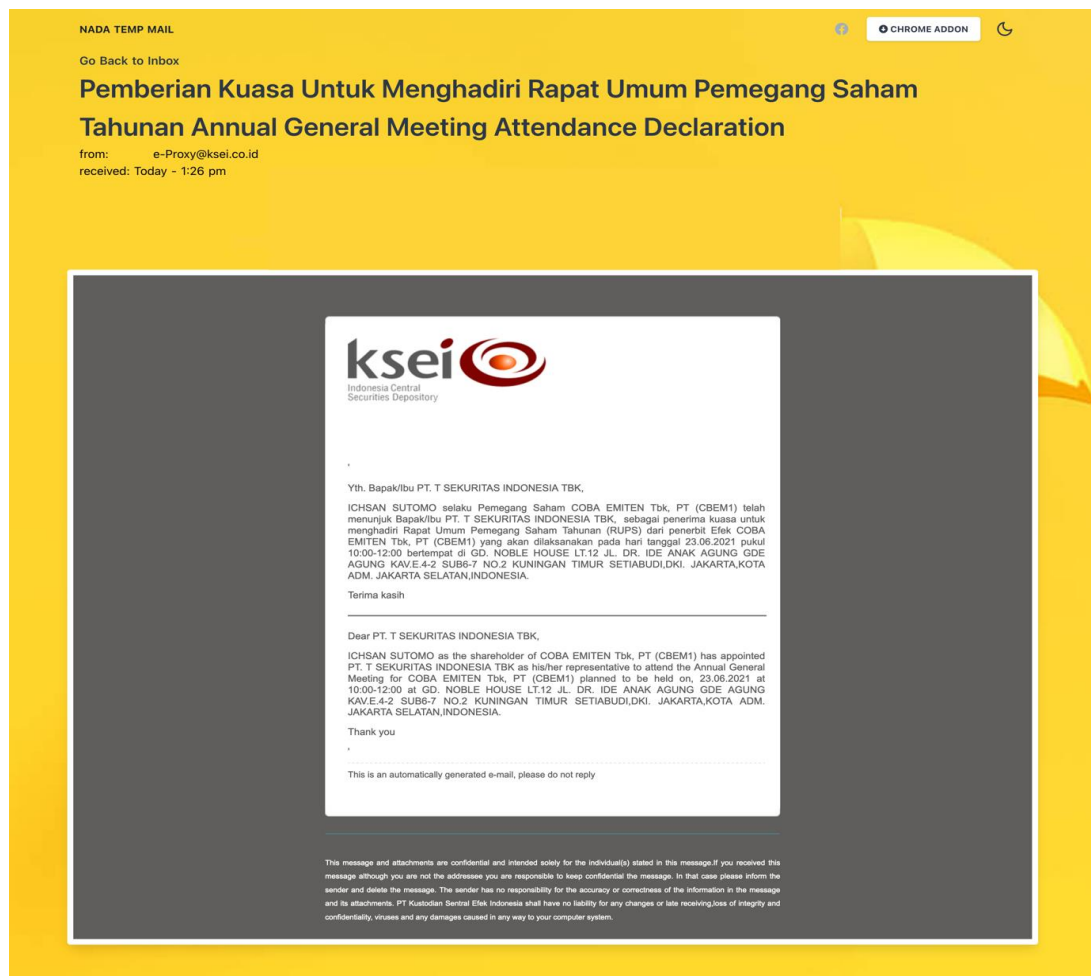 NADA TEMP MAIL
CHROME ADDON
Go Back to Inbox
Pemberian Kuasa Untuk Menghadiri Rapat Umum Pemegang Saham
Tahunan Annual General Meeting Attendance Declaration
from: e-Proxy@ksei.co.id
received: Today - 1:26 pm
ksei
Indonesia Central
Securities Depository
,
Yth. Bapak/Ibu PT. T SEKURITAS INDONESIA TBK,
ICHSAN SUTOMO selaku Pemegang Saham COBA EMITEN Tbk, PT (CBEM1) telah
menunjuk Bapak/Ibu PT. T SEKURITAS INDONESIA TBK, sebagai penerima kuasa untuk
menghadiri Rapat Umum Pemegang Saham Tahunan (RUPS) dari penerbit Efek COBA
EMITEN Tbk, PT (CBEM1) yang akan dilaksanakan pada hari tanggal 23.06.2021 pukul
10:00-12:00 bertempat di GD. NOBLE HOUSE LT.12 JL. DR. IDE ANAK AGUNG GDE
AGUNG KAV.E.4-2 SUB6-7 NO.2 KUNINGAN TIMUR SETIABUDI,DKI. JAKARTA,KOTA
ADM. JAKARTA SELATAN,INDONESIA.
Terima kasih
Dear PT. T SEKURITAS INDONESIA TBK,
ICHSAN SUTOMO as the shareholder of COBA EMITEN Tbk, PT (CBEM1) has appointed
PT. T SEKURITAS INDONESIA TBK as his/her representative to attend the Annual General
Meeting for COBA EMITEN Tbk, PT (CBEM1) planned to be held on, 23.06.2021 at
10:00-12:00 at GD. NOBLE HOUSE LT.12 JL. DR. IDE ANAK AGUNG GDE AGUNG
KAV.E.4-2 SUB6-7 NO.2 KUNINGAN TIMUR SETIABUDI,DKI. JAKARTA,KOTA ADM.
JAKARTA SELATAN,INDONESIA.
Thank you
,
This is an automatically generated e-mail, please do not reply
This message and attachments are confidential and intended solely for the individual(s) stated in this message.If you received this
message although you are not the addressee you are responsible to keep confidential the message. In that case please inform the
sender and delete the message. The sender has no responsibility for the accuracy or correctness of the information in the message
and its attachments. PT Kustodian Sentral Efek Indonesia shall have no liability for any changes or late receiving,loss of integrity and
confidentiality, viruses and any damages caused in any way to your computer system.